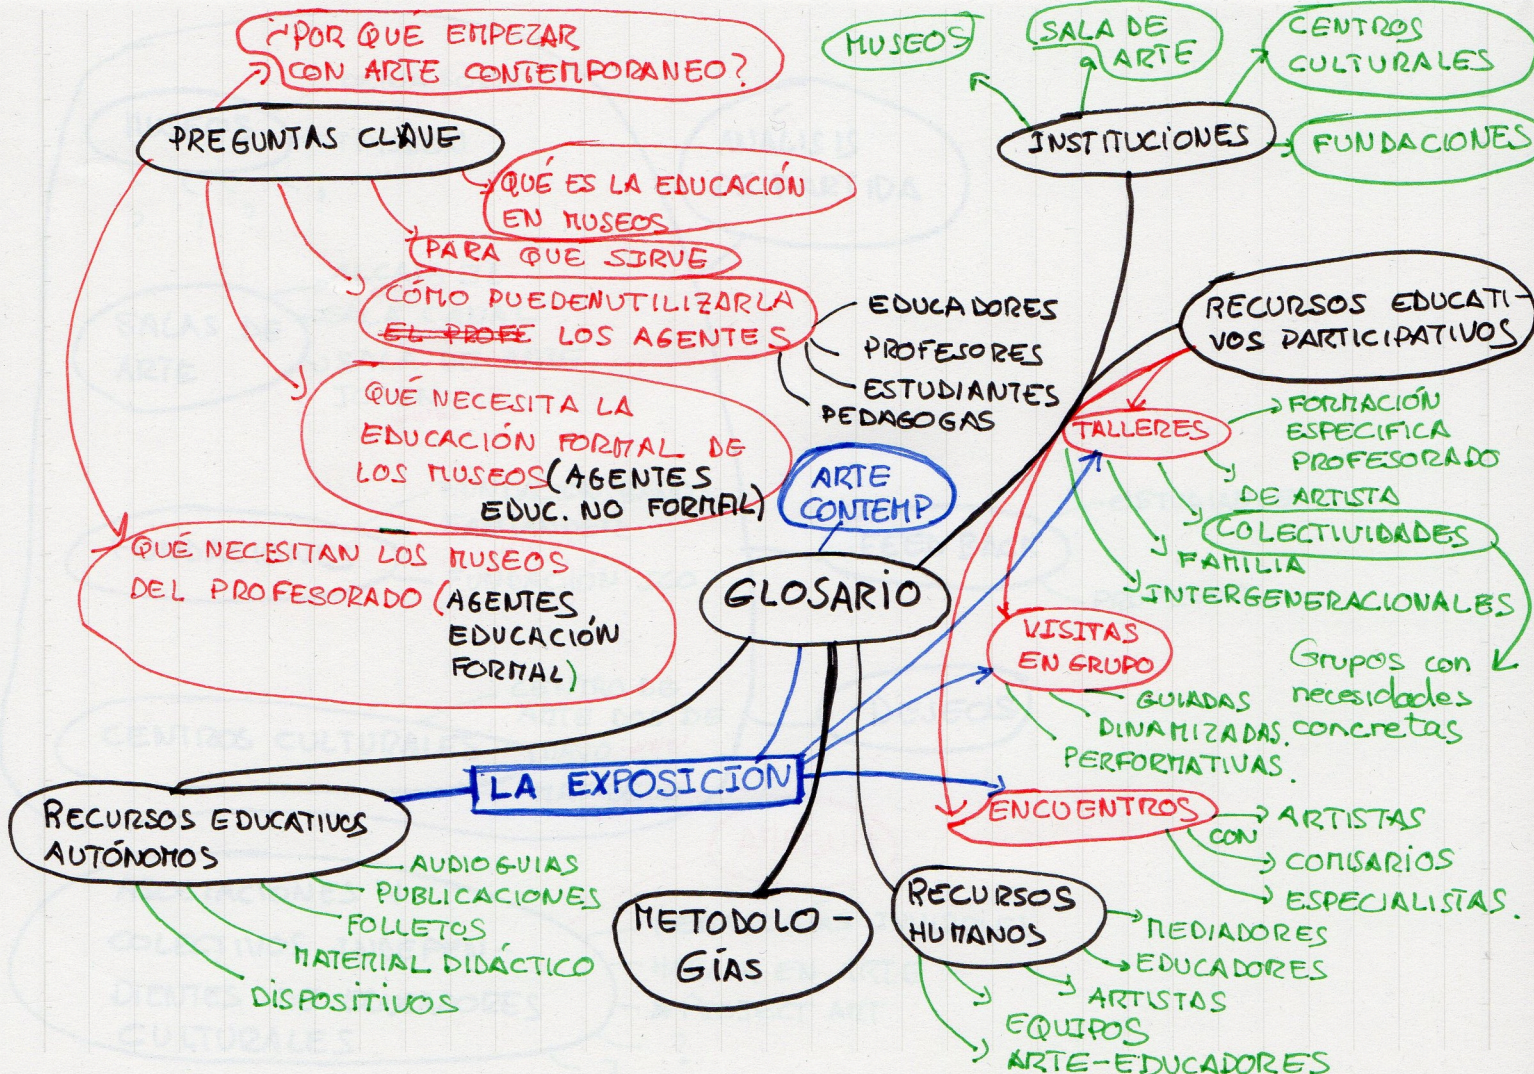 ¿POR QUÉ EMPEZAR
CON ARTE CONTEMPORANEO?
PREGUNTAS CLAVE
QUÉ ES LA EDUCACIÓN
EN MUSEOS
PARA QUE SIRVE
CÓMO PUEDEN UTILIZARLA
EL PROFE LOS AGENTES
EDUCADORES
PROFESORES
ESTUDIANTES
PEDAGOGAS
QUÉ NECESITA LA
EDUCACIÓN FORMAL DE
LOS MUSEOS (AGENTES
EDUC. NO FORMAL)
QUÉ NECESITAN LOS MUSEOS
DEL PROFESORADO (AGENTES
EDUCACIÓN
FORMAL)
MUSEOS
SALA DE
ARTE
CENTROS
CULTURALES
INSTITUCIONES
FUNDACIONES
RECURSOS EDUCATI-
VOS PARTICIPATIVOS
TALLERES
FORMACIÓN
ESPECIFICA
PROFESORADO
DE ARTISTA
COLECTIVIDADES
FAMILIA
INTERGENERACIONALES
Grupos con
necesidades
concretas
ARTE
CONTEMP
GLOSARIO
VISITAS
EN GRUPO
GUIADAS
DINAMIZADAS.
PERFORMATIVAS.
LA EXPOSICIÓN
ENCUENTROS
CON
ARTISTAS
COMISARIOS
ESPECIALISTAS.
RECURSOS EDUCATIVOS
AUTÓNOMOS
AUDIOGUIAS
PUBLICACIONES
FOLLETOS
MATERIAL DIDÁCTICO
DISPOSITIVOS
METODOLO-
GÍAS
RECURSOS
HUMANOS
MEDIADORES
EDUCADORES
ARTISTAS
EQUIPOS
ARTE-EDUCADORES